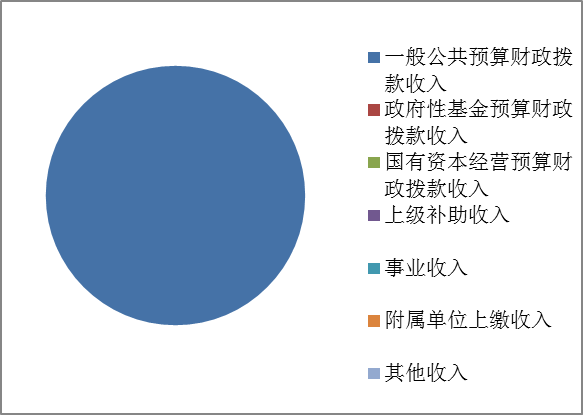 一般公共预算财政拨
款收入
政府性基金预算财政
拨款收入
国有资本经营预算财
政拨款收入
上级补助收入
事业收入
附属单位上缴收入
其他收入